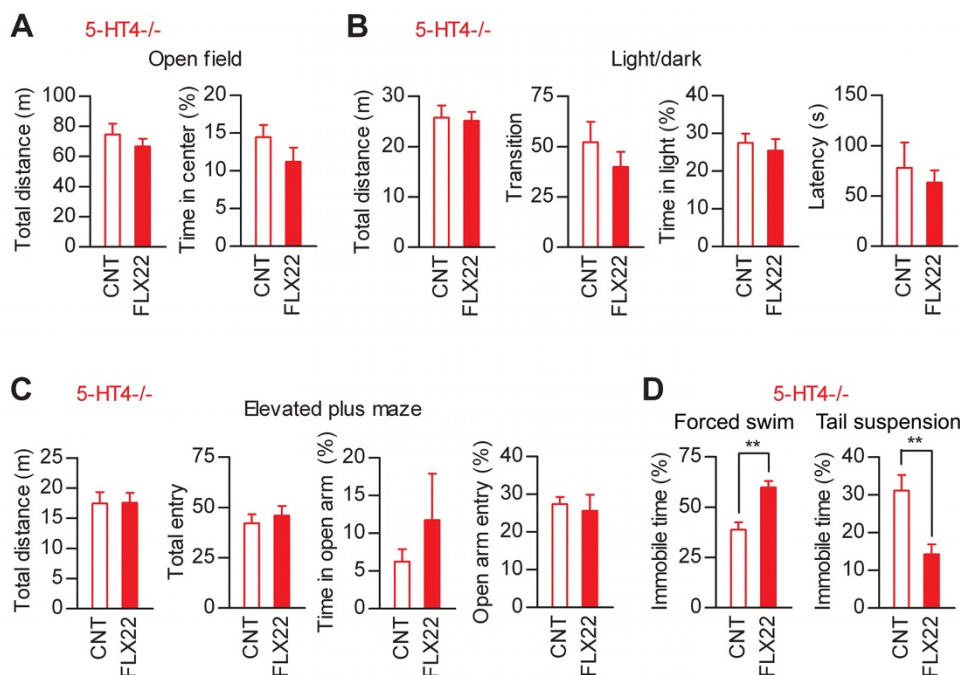 A
5-HT4-/-
Open field
Total distance (m)
100
80
60
40
20
0
CNT
FLX22
Time in center (%)
20
15
10
5
0
CNT
FLX22
B
5-HT4-/-
Light/dark
Total distance (m)
30
20
10
0
CNT
FLX22
Transition
75
50
25
0
CNT
FLX22
Time in light (%)
40
30
20
10
0
CNT
FLX22
Latency (s)
150
100
50
0
CNT
FLX22
C
5-HT4-/-
Elevated plus maze
Total distance (m)
25
20
15
10
5
0
CNT
FLX22
Total entry
75
50
25
0
CNT
FLX22
Time in open arm (%)
20
15
10
5
0
CNT
FLX22
Open arm entry (%)
40
30
20
10
0
CNT
FLX22
D
5-HT4-/-
Forced swim
**
Immobile time (%)
75
50
25
0
CNT
FLX22
Tail suspension
**
Immobile time (%)
40
30
20
10
0
CNT
FLX22